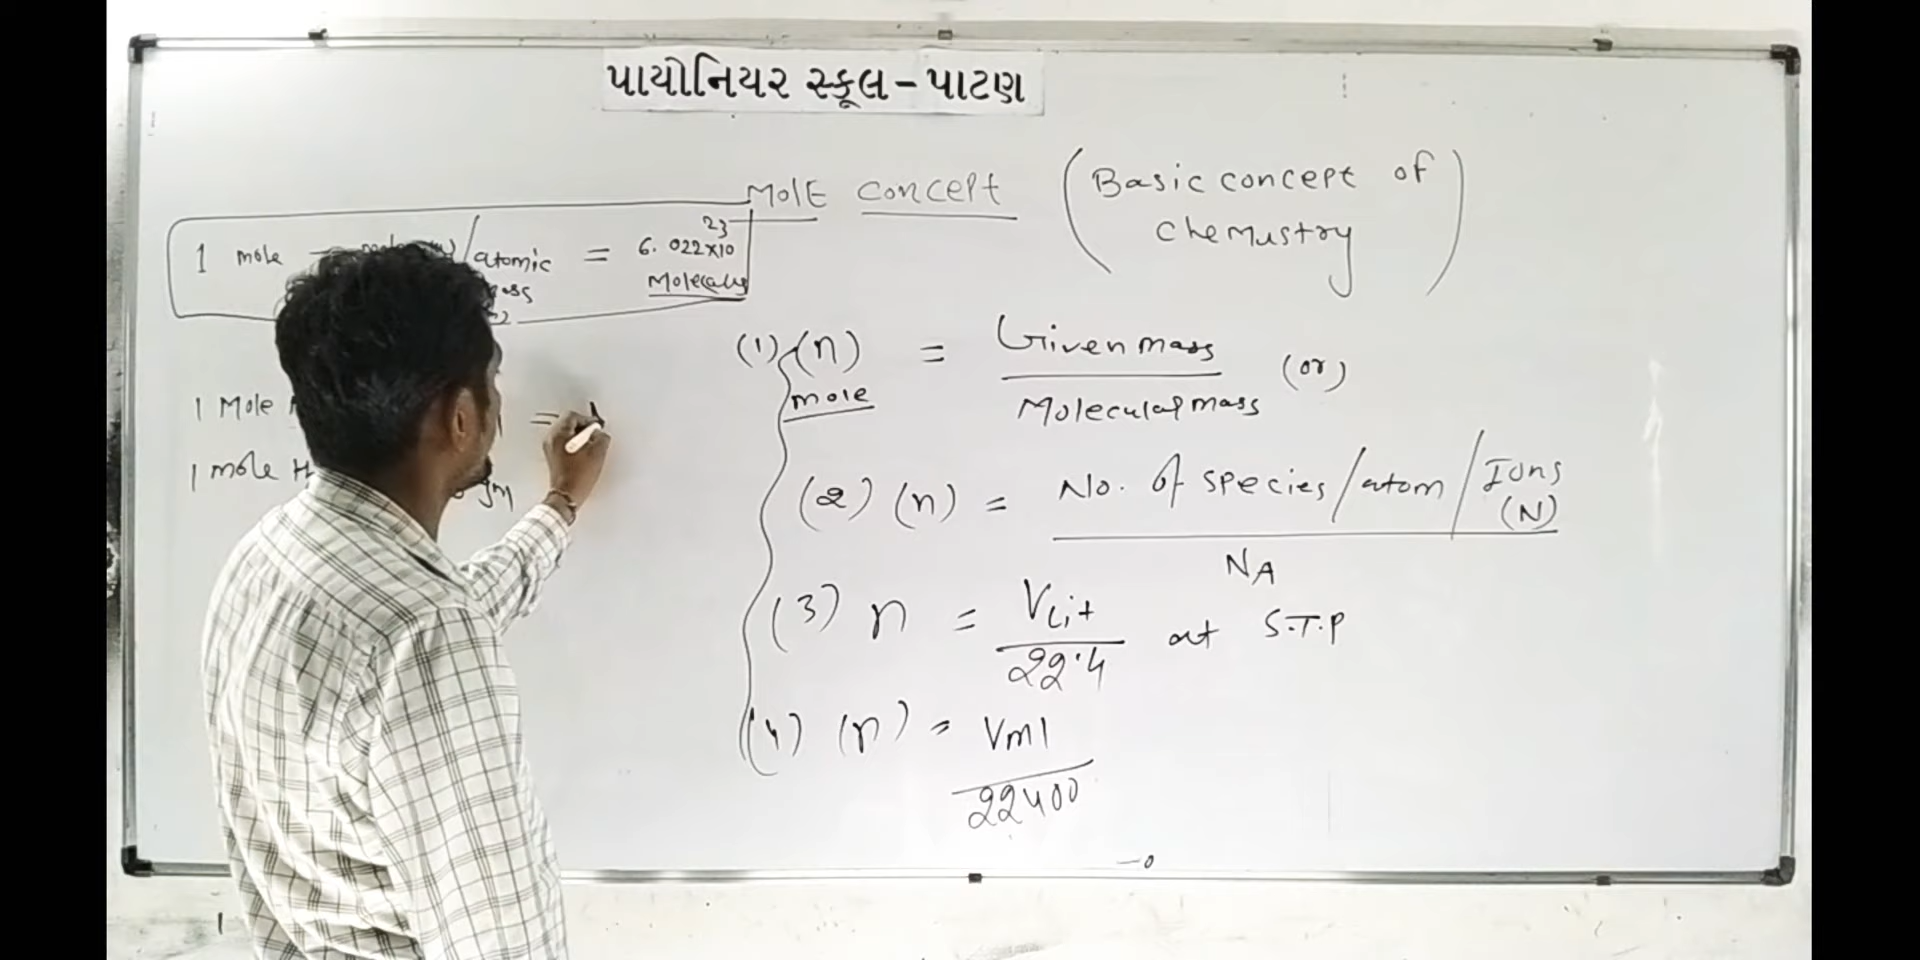 પાયોનિયર સ્કૂલ - પાટણ
MolE concept (Basic concept of
chemustry)
1 mole /atomic = 6.022x10 23
Molecules
1 Mole =
1 mole H gm
(1) (n) = Given mass (or)
mole Molecular mass
(2) (n) = No. of species/atom/Ions
(N)
NA
(3) n = VLit at S.T.P
22.4
(4) (n) = Vml
22400